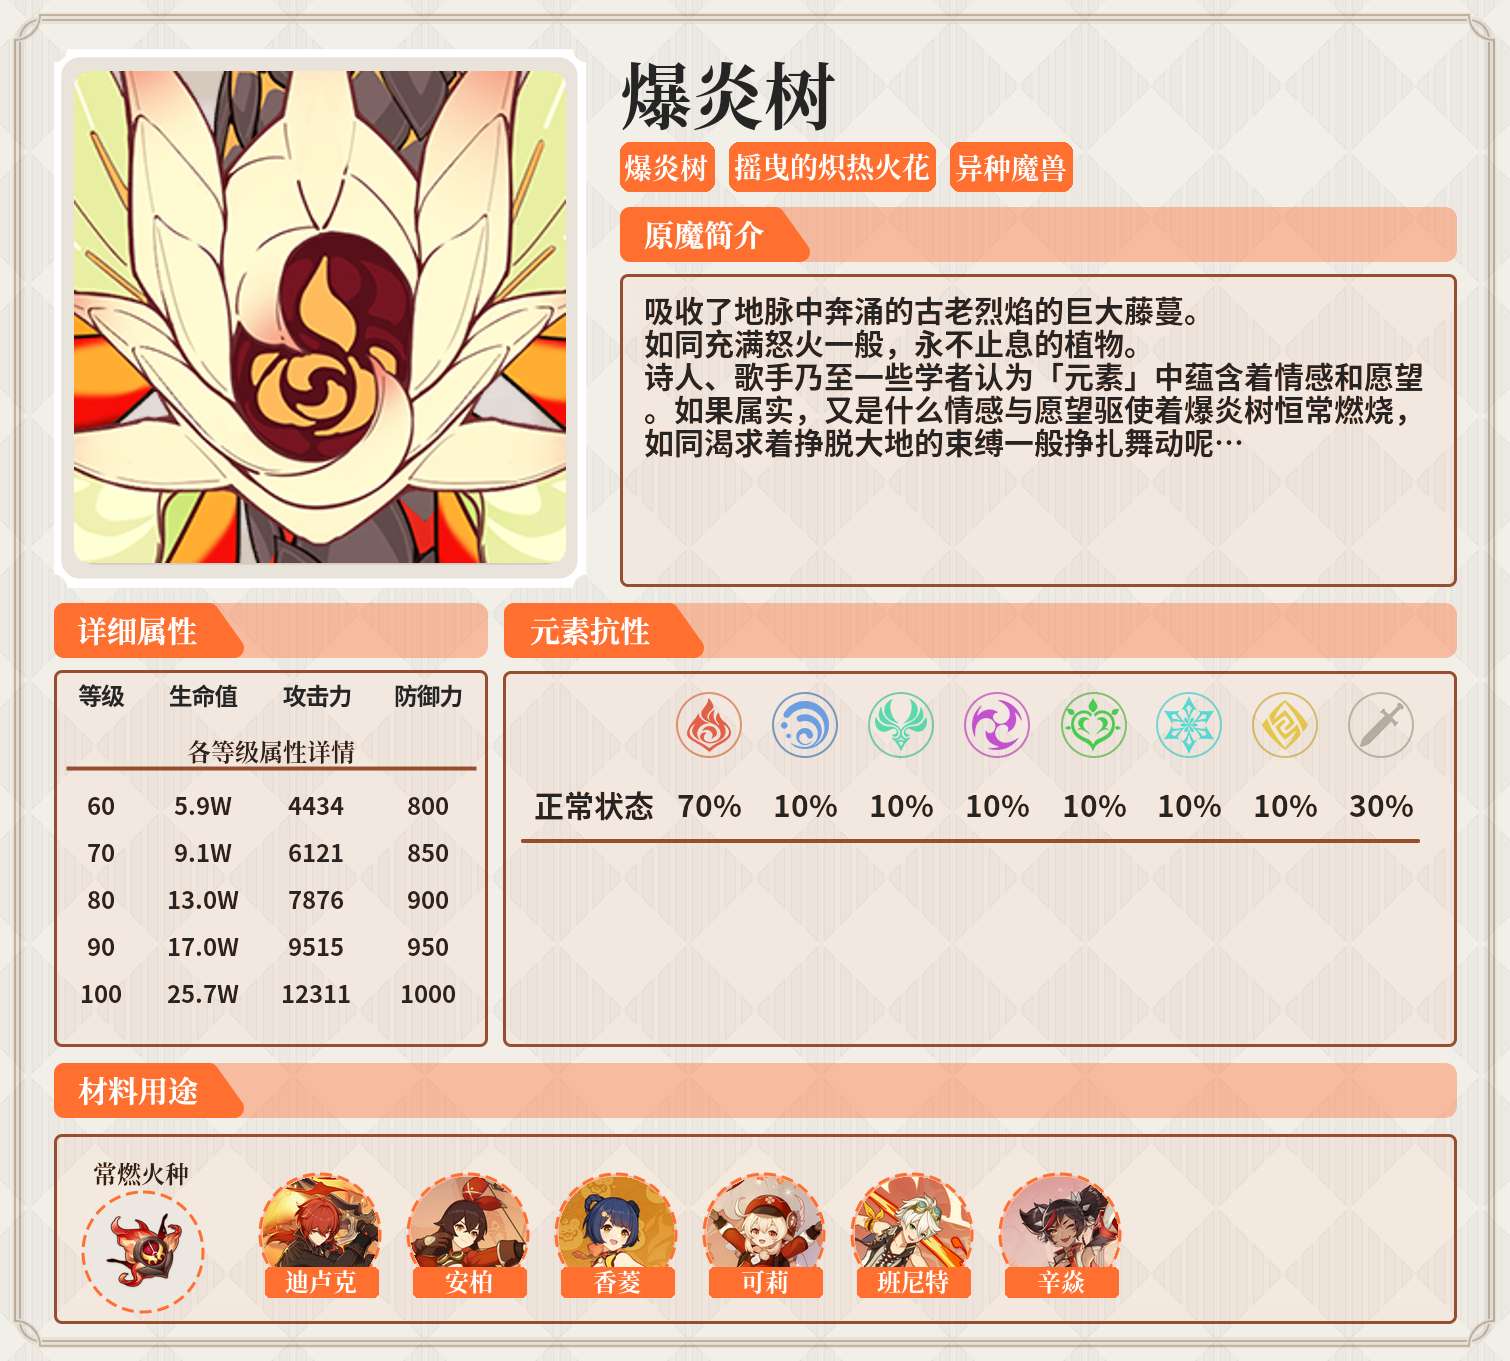 爆炎树
爆炎树 摇曳的炽热火花 异种魔兽
原魔简介
吸收了地脉中奔涌的古老烈焰的巨大藤蔓。
如同充满怒火一般，永不止息的植物。
诗人、歌手乃至一些学者认为「元素」中蕴含着情感和愿望
。如果属实，又是什么情感与愿望驱使着爆炎树恒常燃烧，
如同渴求着挣脱大地的束缚一般挣扎舞动呢…
详细属性
等级 生命值 攻击力 防御力
各等级属性详情
60 5.9W 4434 800
70 9.1W 6121 850
80 13.0W 7876 900
90 17.0W 9515 950
100 25.7W 12311 1000
元素抗性
正常状态 70% 10% 10% 10% 10% 10% 10% 30%
材料用途
常燃火种
迪卢克 安柏 香菱 可莉 班尼特 辛焱